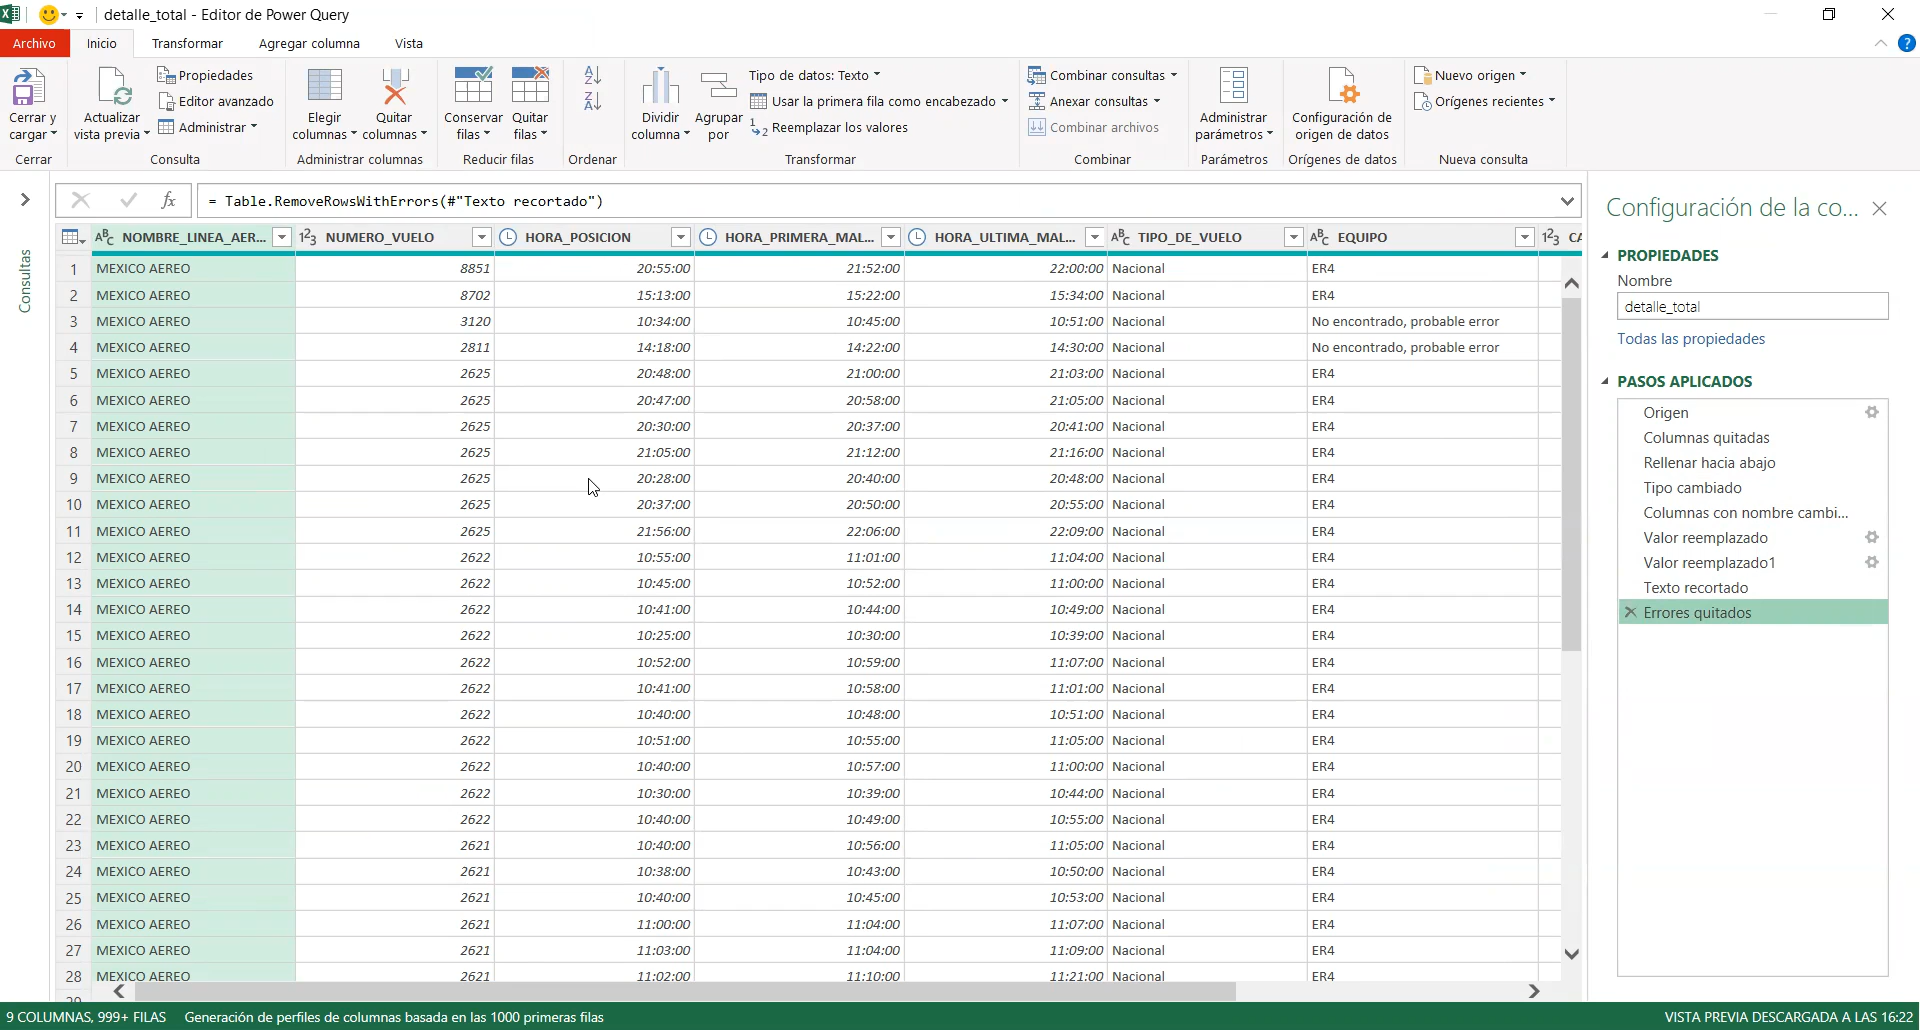 detalle_total - Editor de Power Query
Archivo
Inicio
Transformar
Agregar columna
Vista
Cerrar y
cargar
Cerrar
Actualizar
vista previa
Propiedades
Editor avanzado
Administrar
Consulta
Elegir
columnas
Quitar
columnas
Administrar columnas
Conservar
filas
Quitar
filas
Reducir filas
Ordenar
Dividir
columna
Agrupar
por
Tipo de datos: Texto
Usar la primera fila como encabezado
Reemplazar los valores
Transformar
Combinar consultas
Anexar consultas
Combinar archivos
Combinar
Administrar
parámetros
Parámetros
Configuración de
origen de datos
Orígenes de datos
Nuevo origen
Orígenes recientes
Nueva consulta
Consultas
fx
= Table.RemoveRowsWithErrors(#"Texto recortado")
NOMBRE_LINEA_AER... NUMERO_VUELO HORA_POSICION HORA_PRIMERA_MAL... HORA_ULTIMA_MAL... TIPO_DE_VUELO EQUIPO CA
1 MEXICO AEREO 8851 20:55:00 21:52:00 22:00:00 Nacional ER4
2 MEXICO AEREO 8702 15:13:00 15:22:00 15:34:00 Nacional ER4
3 MEXICO AEREO 3120 10:34:00 10:45:00 10:51:00 Nacional No encontrado, probable error
4 MEXICO AEREO 2811 14:18:00 14:22:00 14:30:00 Nacional No encontrado, probable error
5 MEXICO AEREO 2625 20:48:00 21:00:00 21:03:00 Nacional ER4
6 MEXICO AEREO 2625 20:47:00 20:58:00 21:05:00 Nacional ER4
7 MEXICO AEREO 2625 20:30:00 20:37:00 20:41:00 Nacional ER4
8 MEXICO AEREO 2625 21:05:00 21:12:00 21:16:00 Nacional ER4
9 MEXICO AEREO 2625 20:28:00 20:40:00 20:48:00 Nacional ER4
10 MEXICO AEREO 2625 20:37:00 20:50:00 20:55:00 Nacional ER4
11 MEXICO AEREO 2625 21:56:00 22:06:00 22:09:00 Nacional ER4
12 MEXICO AEREO 2622 10:55:00 11:01:00 11:04:00 Nacional ER4
13 MEXICO AEREO 2622 10:45:00 10:52:00 11:00:00 Nacional ER4
14 MEXICO AEREO 2622 10:41:00 10:44:00 10:49:00 Nacional ER4
15 MEXICO AEREO 2622 10:25:00 10:30:00 10:39:00 Nacional ER4
16 MEXICO AEREO 2622 10:52:00 10:59:00 11:07:00 Nacional ER4
17 MEXICO AEREO 2622 10:41:00 10:58:00 11:01:00 Nacional ER4
18 MEXICO AEREO 2622 10:40:00 10:48:00 10:51:00 Nacional ER4
19 MEXICO AEREO 2622 10:51:00 10:55:00 11:05:00 Nacional ER4
20 MEXICO AEREO 2622 10:40:00 10:57:00 11:00:00 Nacional ER4
21 MEXICO AEREO 2622 10:30:00 10:39:00 10:44:00 Nacional ER4
22 MEXICO AEREO 2622 10:40:00 10:49:00 10:55:00 Nacional ER4
23 MEXICO AEREO 2621 10:40:00 10:56:00 11:05:00 Nacional ER4
24 MEXICO AEREO 2621 10:38:00 10:43:00 10:50:00 Nacional ER4
25 MEXICO AEREO 2621 10:40:00 10:45:00 10:53:00 Nacional ER4
26 MEXICO AEREO 2621 11:00:00 11:04:00 11:07:00 Nacional ER4
27 MEXICO AEREO 2621 11:03:00 11:04:00 11:09:00 Nacional ER4
28 MEXICO AEREO 2621 11:02:00 11:10:00 11:21:00 Nacional ER4
29
Configuración de la co...
PROPIEDADES
Nombre
detalle_total
Todas las propiedades
PASOS APLICADOS
Origen
Columnas quitadas
Rellenar hacia abajo
Tipo cambiado
Columnas con nombre cambi...
Valor reemplazado
Valor reemplazado1
Texto recortado
Errores quitados
9 COLUMNAS, 999+ FILAS
Generación de perfiles de columnas basada en las 1000 primeras filas
VISTA PREVIA DESCARGADA A LAS 16:22